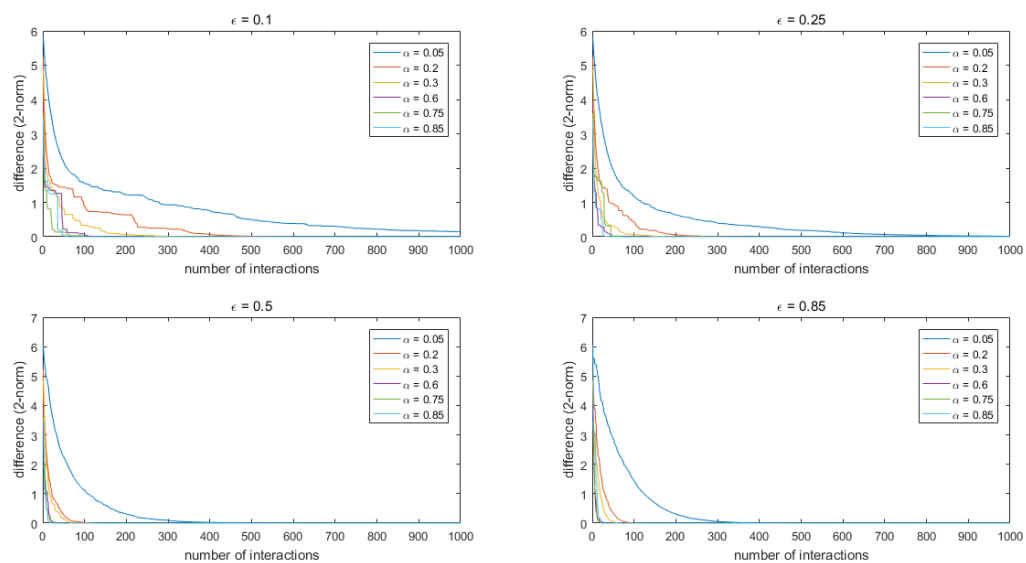 ϵ = 0.1
difference (2-norm)
6
5
4
3
2
1
0
0 100 200 300 400 500 600 700 800 900 1000
number of interactions
α = 0.05
α = 0.2
α = 0.3
α = 0.6
α = 0.75
α = 0.85
ϵ = 0.25
difference (2-norm)
6
5
4
3
2
1
0
0 100 200 300 400 500 600 700 800 900 1000
number of interactions
α = 0.05
α = 0.2
α = 0.3
α = 0.6
α = 0.75
α = 0.85
ϵ = 0.5
difference (2-norm)
7
6
5
4
3
2
1
0
0 100 200 300 400 500 600 700 800 900 1000
number of interactions
α = 0.05
α = 0.2
α = 0.3
α = 0.6
α = 0.75
α = 0.85
ϵ = 0.85
difference (2-norm)
7
6
5
4
3
2
1
0
0 100 200 300 400 500 600 700 800 900 1000
number of interactions
α = 0.05
α = 0.2
α = 0.3
α = 0.6
α = 0.75
α = 0.85